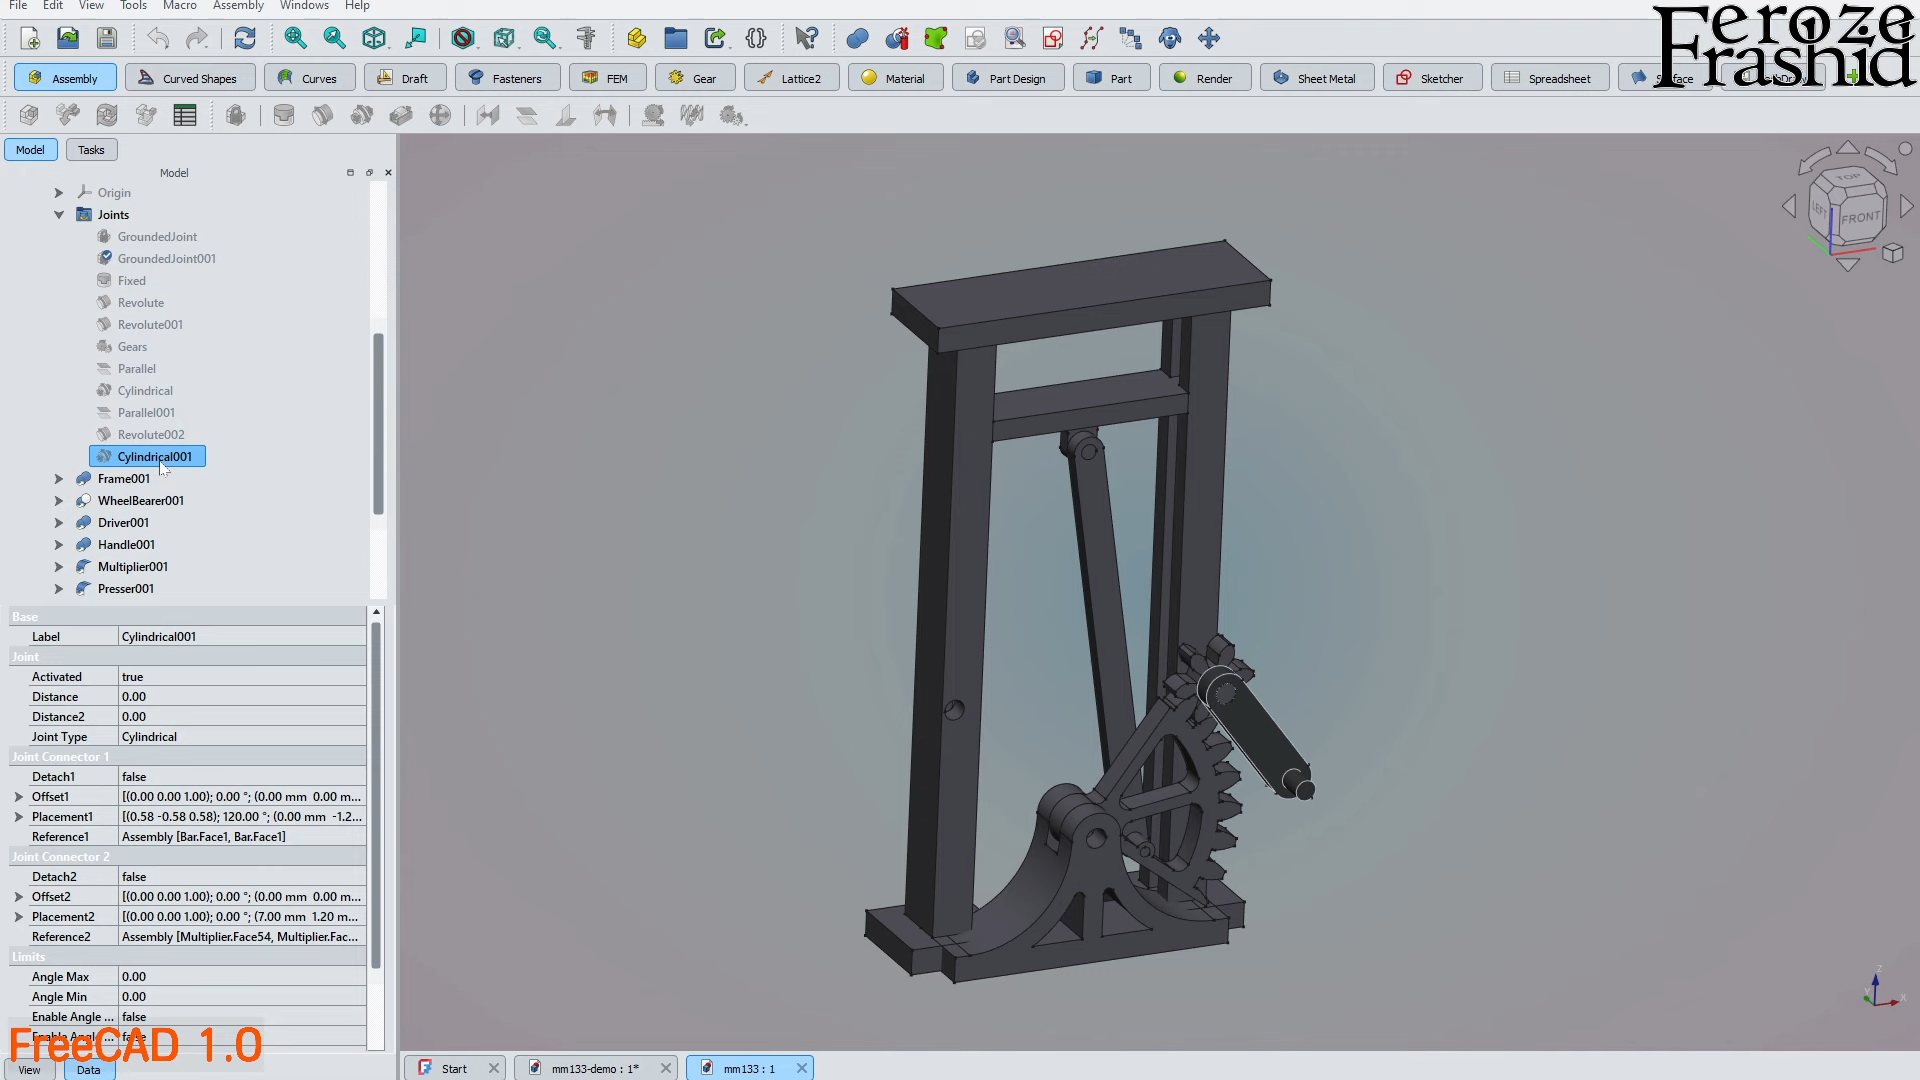 File Edit View Tools Macro Assembly Windows Help
Feroze
Frashid
Assembly Curved Shapes Curves Draft Fasteners FEM Gear Lattice2 Material Part Design Part Render Sheet Metal Sketcher Spreadsheet
Model Tasks
Model
Origin
Joints
GroundedJoint
GroundedJoint001
Fixed
Revolute
Revolute001
Gears
Parallel
Cylindrical
Parallel001
Revolute002
Cylindrical001
Frame001
WheelBearer001
Driver001
Handle001
Multiplier001
Presser001
Base
Label Cylindrical001
Joint
Activated true
Distance 0.00
Distance2 0.00
Joint Type Cylindrical
Joint Connector 1
Detach1 false
Offset1 [(0.00 0.00 1.00); 0.00 °; (0.00 mm 0.00 m...
Placement1 [(0.58 -0.58 0.58); 120.00 °; (0.00 mm -1.2...
Reference1 Assembly [Bar.Face1, Bar.Face1]
Joint Connector 2
Detach2 false
Offset2 [(0.00 0.00 1.00); 0.00 °; (0.00 mm 0.00 m...
Placement2 [(0.00 0.00 1.00); 0.00 °; (7.00 mm 1.20 m...
Reference2 Assembly [Multiplier.Face54, Multiplier.Fac...
Limits
Angle Max 0.00
Angle Min 0.00
Enable Angle ... false
Enable Angle ... false
FreeCAD 1.0
View Data
Start mm133-demo : 1* mm133 : 1
TOP
LEFT FRONT
Z
Y X